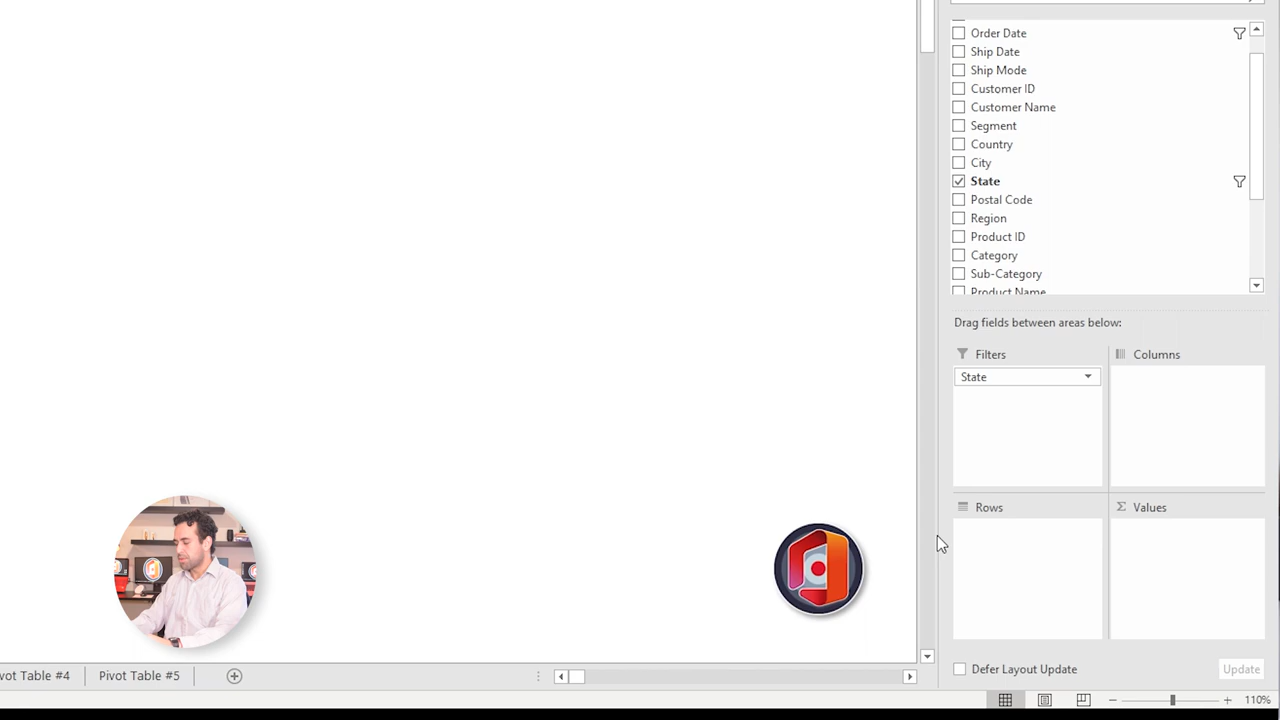 Order Date
Ship Date
Ship Mode
Customer ID
Customer Name
Segment
Country
City
State
Postal Code
Region
Product ID
Category
Sub-Category
Product Name
Drag fields between areas below:
Filters
Columns
State
Rows
Values
Defer Layout Update
Update
vot Table #4
Pivot Table #5
110%